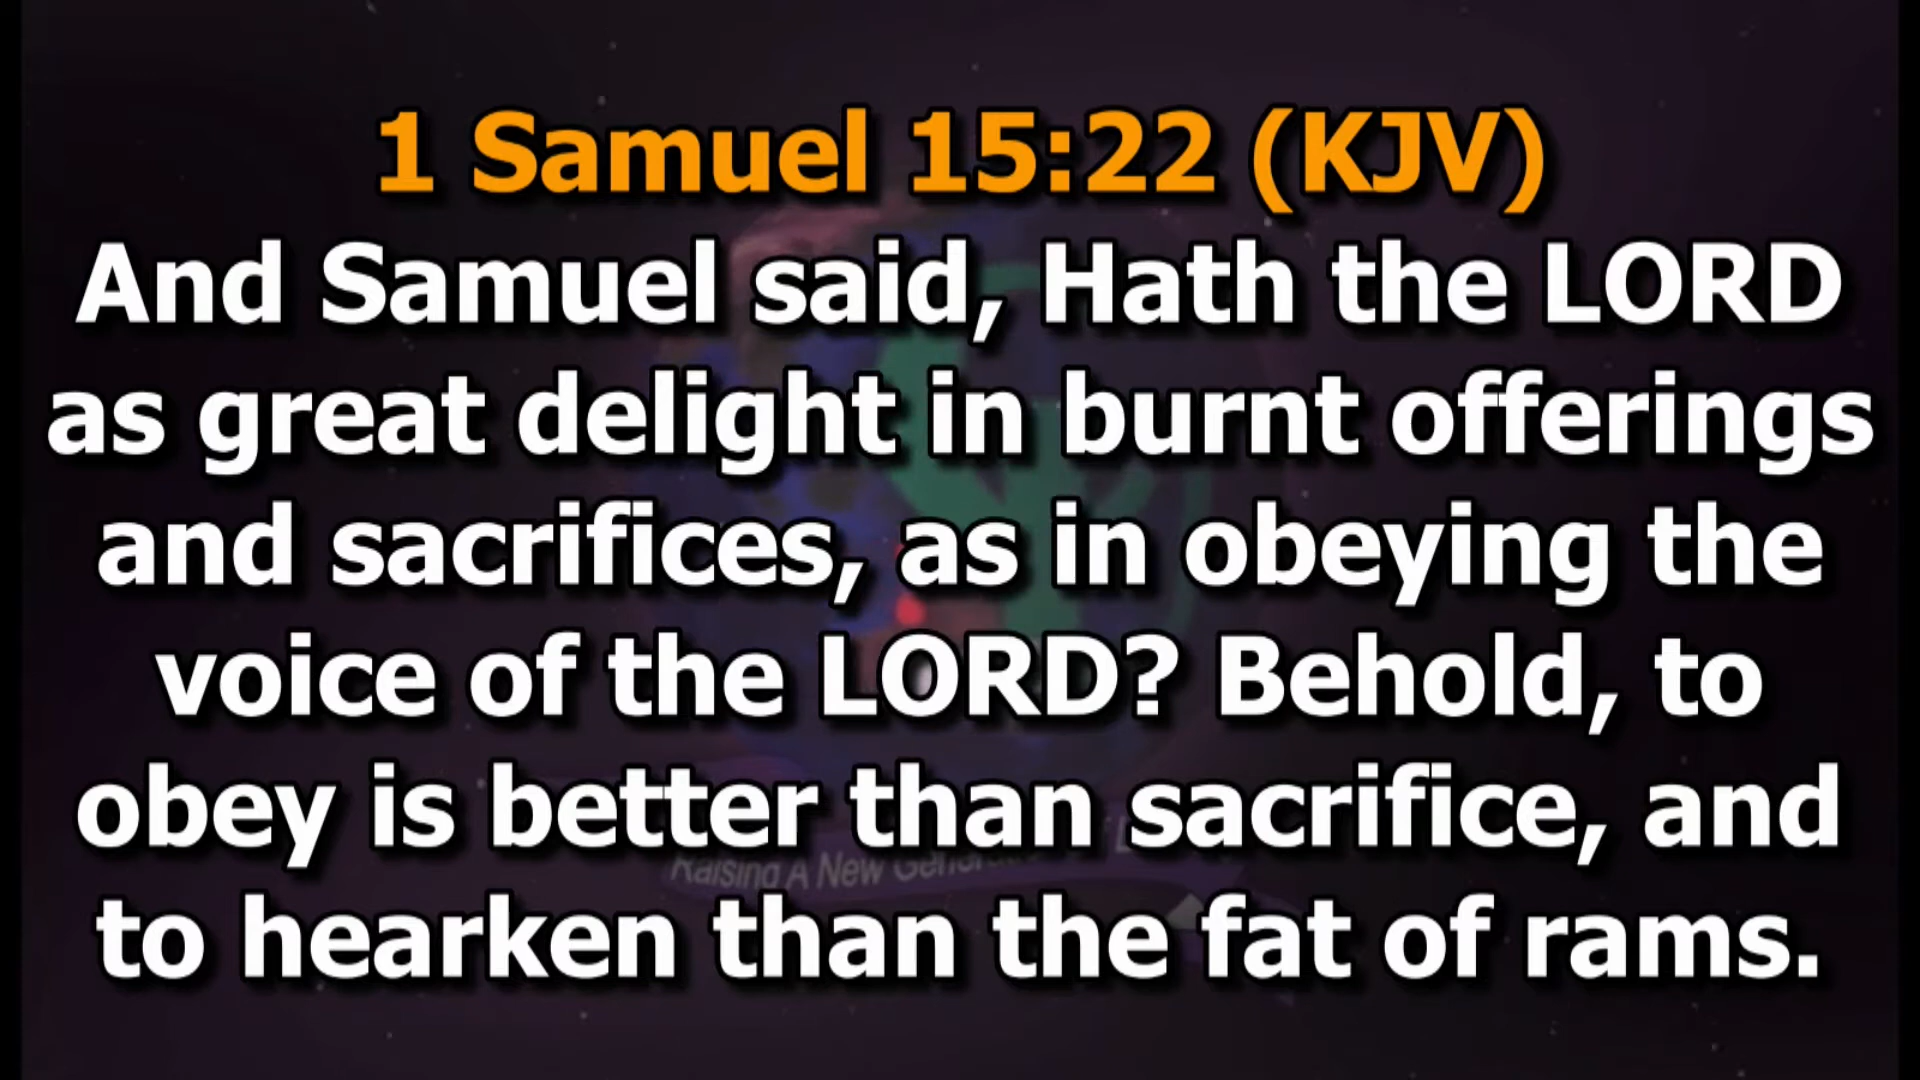 1 Samuel 15:22 (KJV)
And Samuel said, Hath the LORD
as great delight in burnt offerings
and sacrifices, as in obeying the
voice of the LORD? Behold, to
obey is better than sacrifice, and
Raising A New
to hearken than the fat of rams.